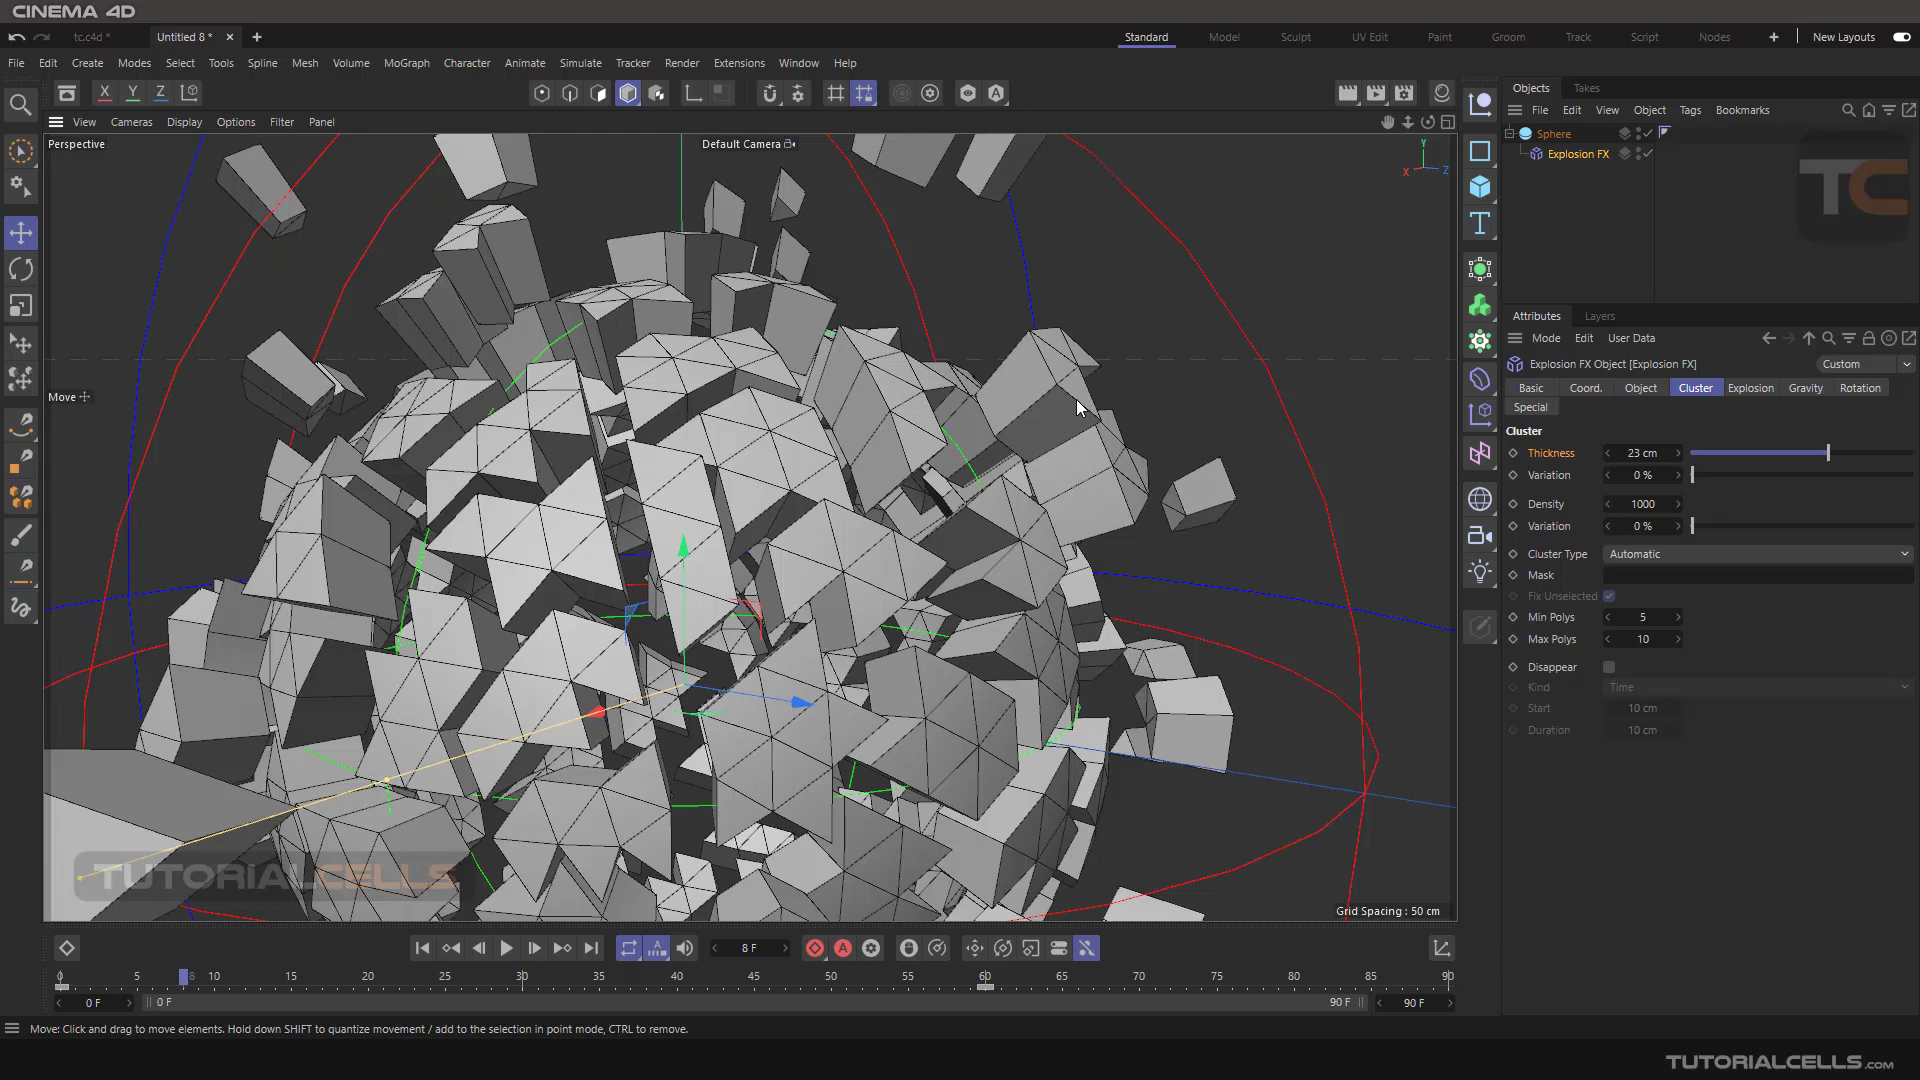 CINEMA 4D
tc.c4d *
Untitled 8 *
Standard
Model
Sculpt
UV Edit
Paint
Groom
Track
Script
Nodes
New Layouts
File Edit Create Modes Select Tools Spline Mesh Volume MoGraph Character Animate Simulate Tracker Render Extensions Window Help
X Y Z
View Cameras Display Options Filter Panel
Objects Takes
File Edit View Object Tags Bookmarks
Perspective
Default Camera
Y
X
Z
Sphere
Explosion FX
TC
Attributes Layers
Mode Edit User Data
Explosion FX Object [Explosion FX]
Custom
Basic Coord. Object Cluster Explosion Gravity Rotation
Special
Move
Cluster
Thickness 23 cm
Variation 0 %
Density 1000
Variation 0 %
Cluster Type Automatic
Mask
Fix Unselected
Min Polys 5
Max Polys 10
Disappear
Kind Time
Start 10 cm
Duration 10 cm
TUTORIALCELLS
Grid Spacing : 50 cm
8 F
0 5 8 10 15 20 25 30 35 40 45 50 55 60 65 70 75 80 85 90
0 F
0 F
90 F
90 F
Move: Click and drag to move elements. Hold down SHIFT to quantize movement / add to the selection in point mode, CTRL to remove.
TUTORIALCELLS.COM